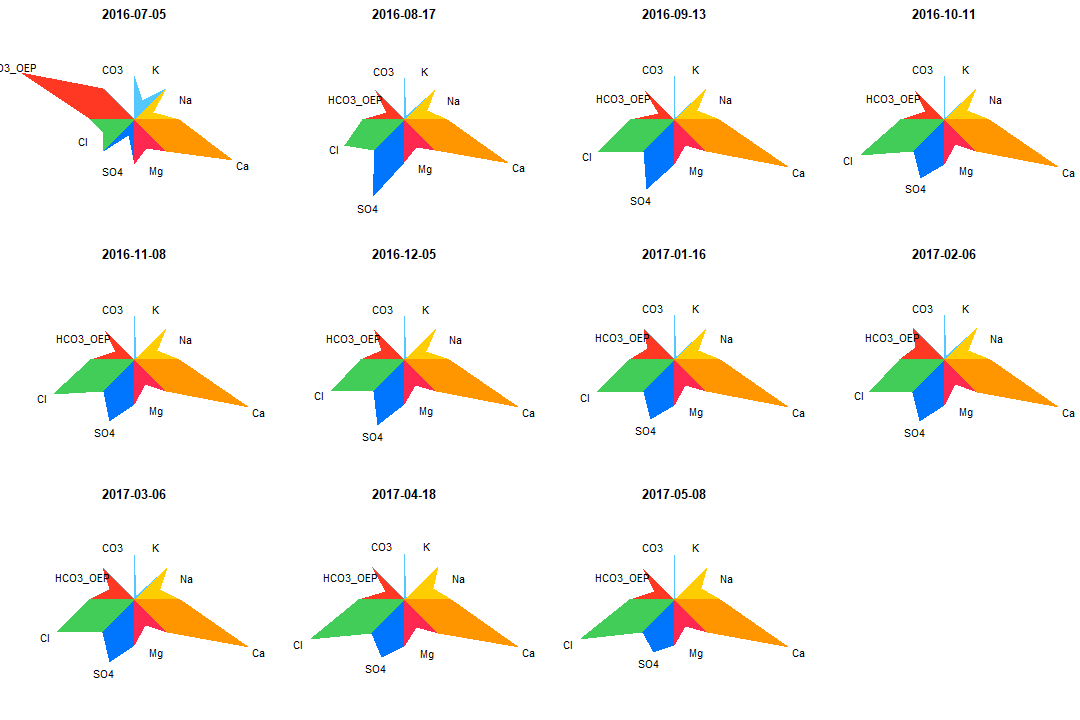 2016-07-05 2016-08-17 2016-09-13 2016-10-11
CO3 K CO3 K CO3 K CO3 K
O3_OEP Na HCO3_OEP Na HCO3_OEP Na HCO3_OEP Na
Cl Ca Cl Ca Cl Ca Cl Ca
SO4 Mg SO4 Mg SO4 Mg SO4 Mg
2016-11-08 2016-12-05 2017-01-16 2017-02-06
CO3 K CO3 K CO3 K CO3 K
HCO3_OEP Na HCO3_OEP Na HCO3_OEP Na HCO3_OEP Na
Cl Ca Cl Ca Cl Ca Cl Ca
SO4 Mg SO4 Mg SO4 Mg SO4 Mg
2017-03-06 2017-04-18 2017-05-08
CO3 K CO3 K CO3 K
HCO3_OEP Na HCO3_OEP Na HCO3_OEP Na
Cl Ca Cl Ca Cl Ca
SO4 Mg SO4 Mg SO4 Mg